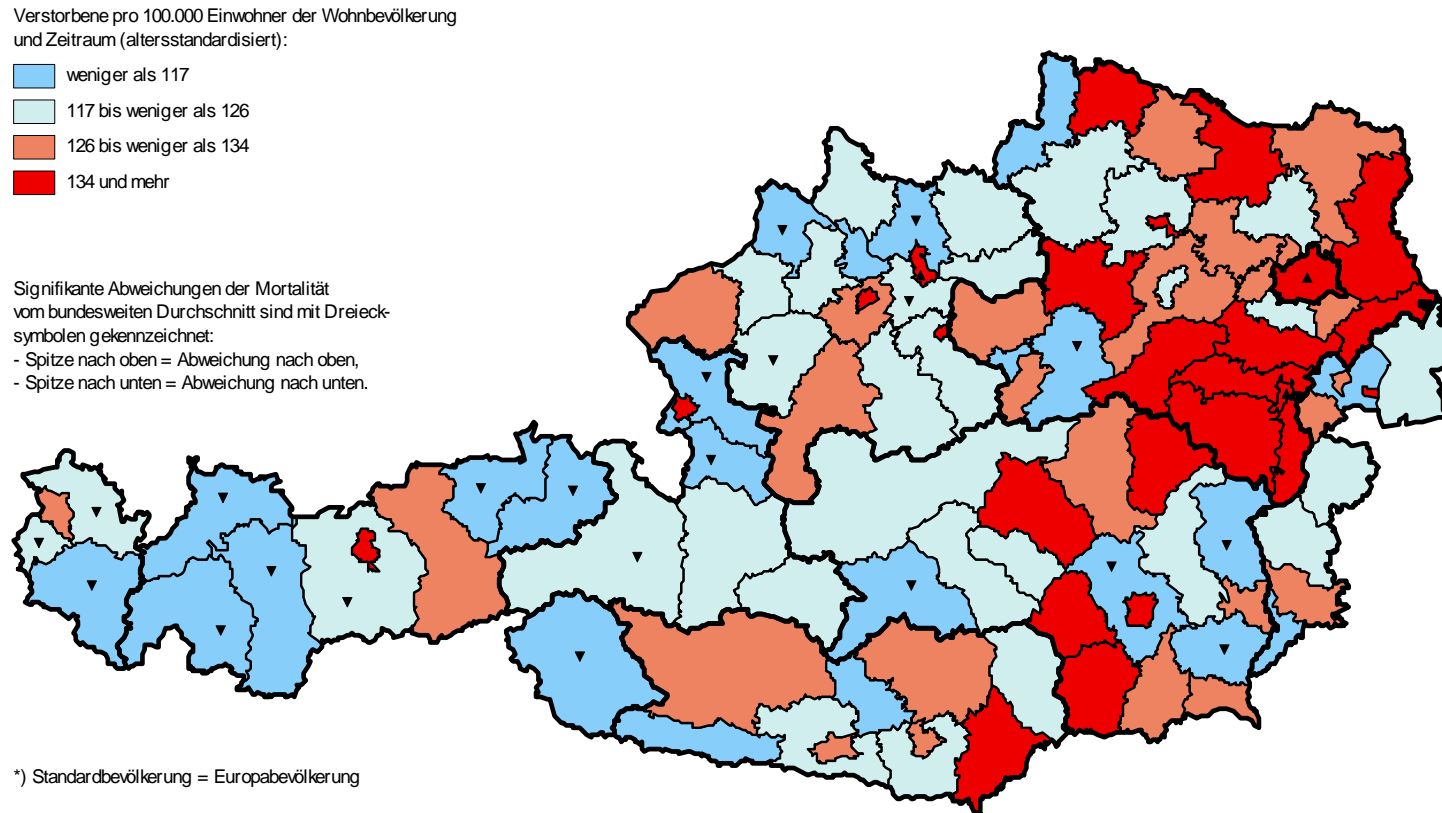 Verstorbene pro 100.000 Einwohner der Wohnbevölkerung
und Zeitraum (altersstandardisiert):
weniger als 117
117 bis weniger als 126
126 bis weniger als 134
134 und mehr
Signifikante Abweichungen der Mortalität
vom bundesweiten Durchschnitt sind mit Dreieck-
symbolen gekennzeichnet:
- Spitze nach oben = Abweichung nach oben,
- Spitze nach unten = Abweichung nach unten.
*) Standardbevölkerung = Europabevölkerung